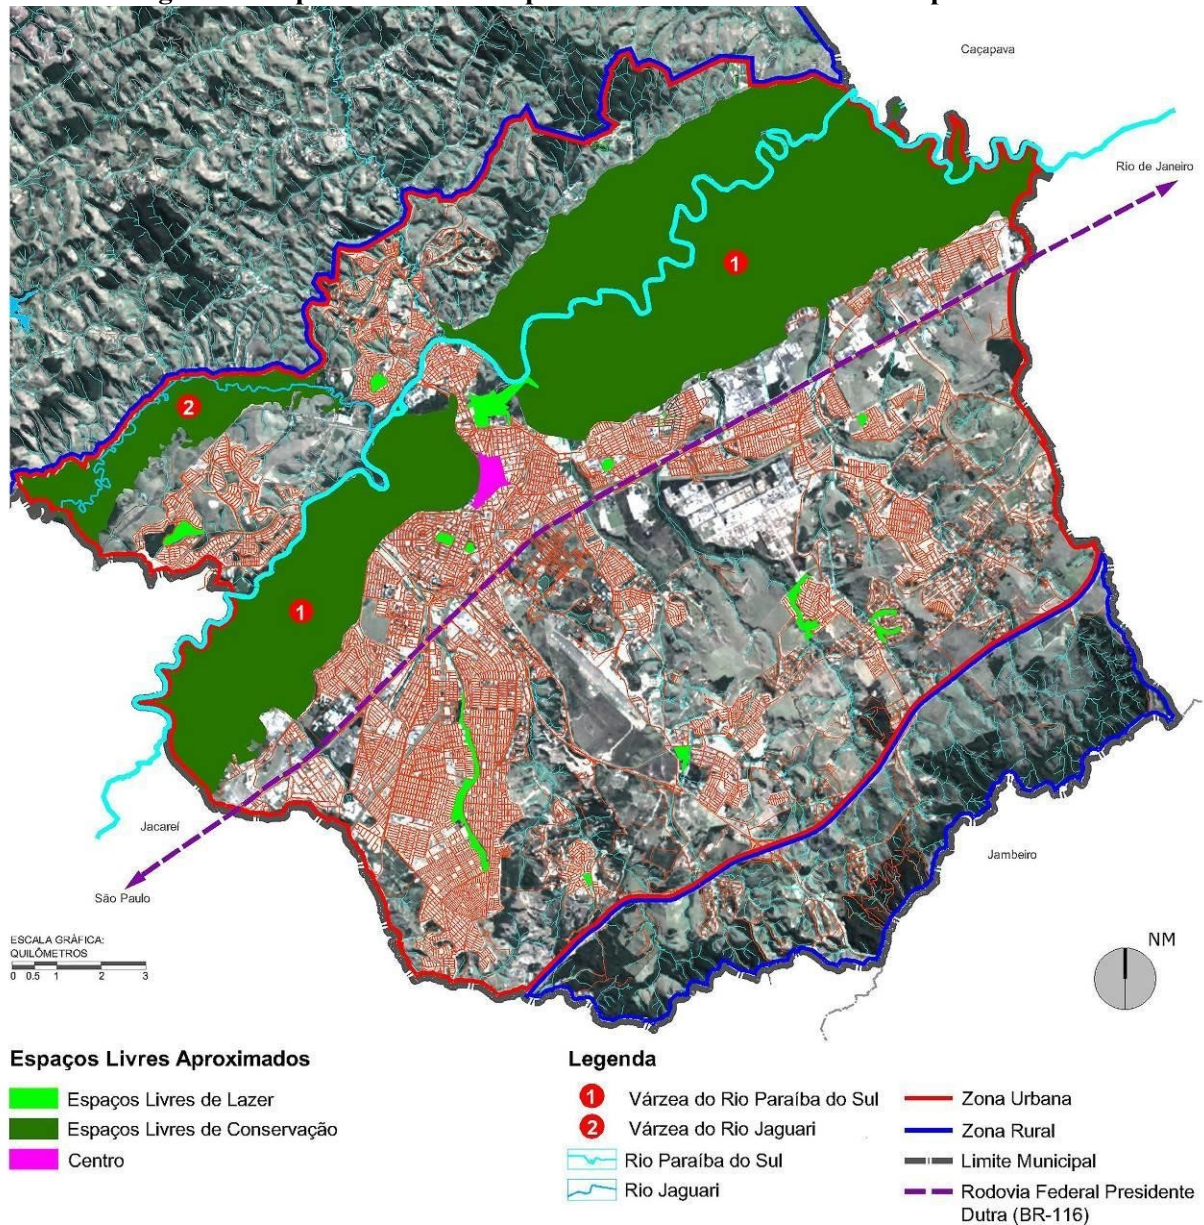 Caçapava
Rio de Janeiro
1
2
1
Jacareí
São Paulo
Jambeiro
ESCALA GRÁFICA:
QUILÔMETROS
0 0.5 1 2 3
NM
Espaços Livres Aproximados
Espaços Livres de Lazer
Espaços Livres de Conservação
Centro
Legenda
1 Várzea do Rio Paraíba do Sul
2 Várzea do Rio Jaguari
Rio Paraíba do Sul
Rio Jaguari
Zona Urbana
Zona Rural
Limite Municipal
Rodovia Federal Presidente
Dutra (BR-116)